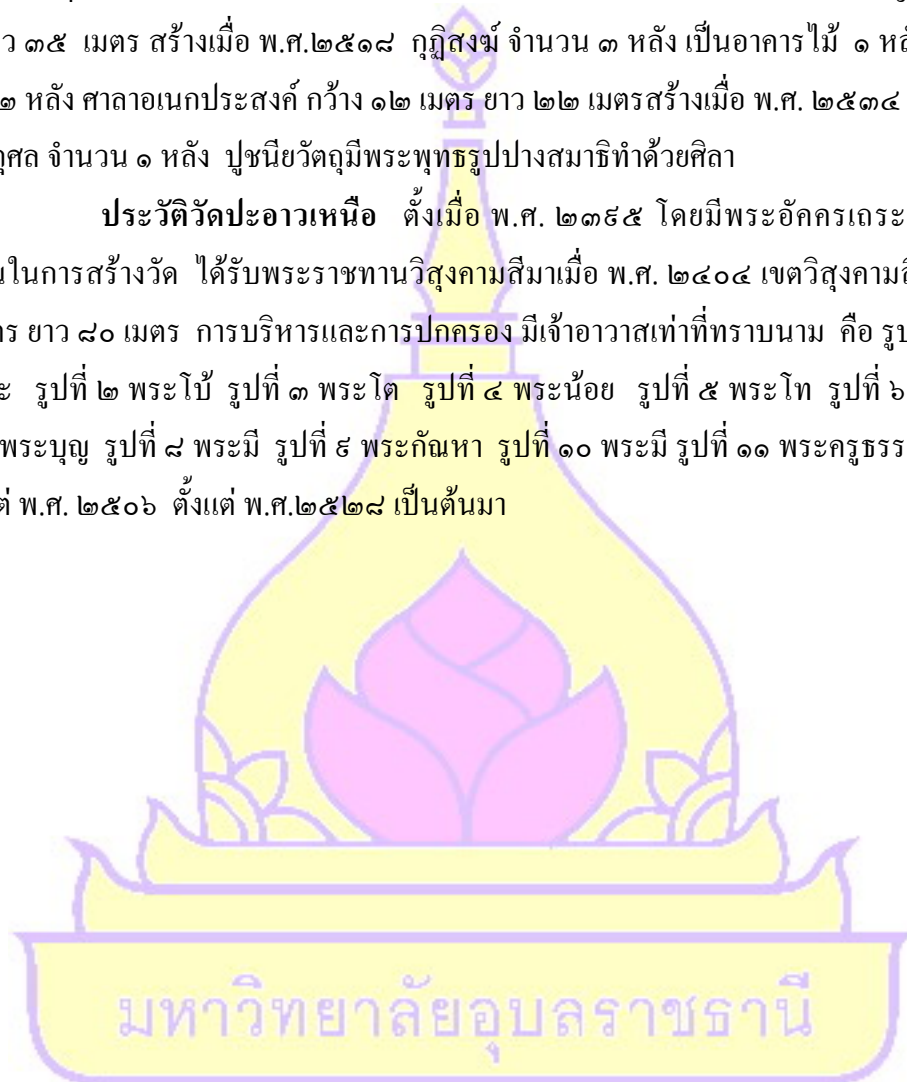 ว ๓๕ เมตร สร้างเมื่อ พ.ศ.๒๕๑๘ กุฏิสงฆ์ จำนวน ๓ หลัง เป็นอาคารไม้ ๑ หลั
๒ หลัง ศาลาอเนกประสงค์ กว้าง ๑๒ เมตร ยาว ๒๒ เมตรสร้างเมื่อ พ.ศ. ๒๕๓๔
กุศล จำนวน ๑ หลัง ปูชนียวัตถุมีพระพุทธรูปปางสมาธิทำด้วยศิลา
ประวัติวัดปะอาวเหนือ ตั้งเมื่อ พ.ศ. ๒๓๙๕ โดยมีพระอัครเถระ
นในการสร้างวัด ได้รับพระราชทานวิสุงคามสีมาเมื่อ พ.ศ. ๒๔๐๔ เขตวิสุงคามสี
ตร ยาว ๘๐ เมตร การบริหารและการปกครอง มีเจ้าอาวาสเท่าที่ทราบนาม คือ รูป
ะ รูปที่ ๒ พระโบ้ รูปที่ ๓ พระโต รูปที่ ๔ พระน้อย รูปที่ ๕ พระโท รูปที่ ๖
พระบุญ รูปที่ ๘ พระมี รูปที่ ๙ พระกัณหา รูปที่ ๑๐ พระมี รูปที่ ๑๑ พระครูธรร
ต่ พ.ศ. ๒๕๐๖ ตั้งแต่ พ.ศ.๒๕๒๘ เป็นต้นมา
มหาวิทยาลัยอุบลราชธานี